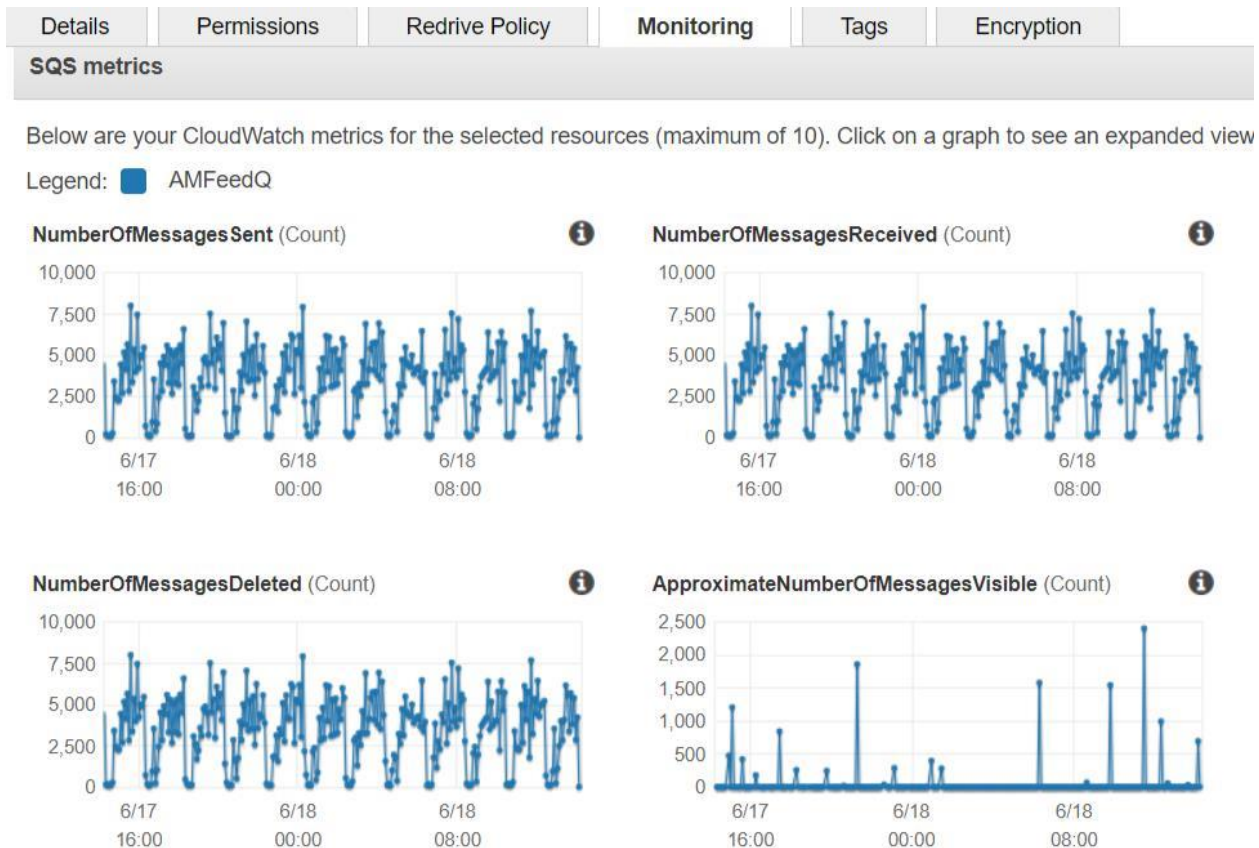 Details Permissions Redrive Policy Monitoring Tags Encryption
SQS metrics
Below are your CloudWatch metrics for the selected resources (maximum of 10). Click on a graph to see an expanded view
Legend: AMFeedQ
NumberOfMessagesSent (Count)
10,000
7,500
5,000
2,500
0
6/17 6/18 6/18
16:00 00:00 08:00
NumberOfMessagesReceived (Count)
10,000
7,500
5,000
2,500
0
6/17 6/18 6/18
16:00 00:00 08:00
NumberOfMessagesDeleted (Count)
10,000
7,500
5,000
2,500
0
6/17 6/18 6/18
16:00 00:00 08:00
ApproximateNumberOfMessagesVisible (Count)
2,500
2,000
1,500
1,000
500
0
6/17 6/18 6/18
16:00 00:00 08:00